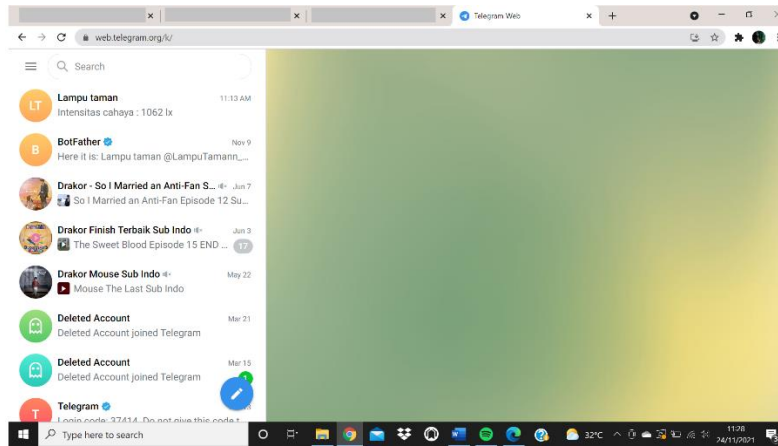 Telegram Web
web.telegram.org/k/
Search
LT
Lampu taman
11:13 AM
Intensitas cahaya : 1062 lx
B
BotFather
Nov 9
Here it is: Lampu taman @LampuTamann_...
Drakor - So I Married an Anti-Fan S...
Jun 7
So I Married an Anti-Fan Episode 12 Su...
Drakor Finish Terbaik Sub Indo
Jun 3
The Sweet Blood Episode 15 END ...
17
Drakor Mouse Sub Indo
May 22
Mouse The Last Sub Indo
Deleted Account
Mar 21
Deleted Account joined Telegram
Deleted Account
Mar 15
Deleted Account joined Telegram
1
T
Telegram
Login code: 37414. Do not give this code t
Type here to search
32°C
11:28
24/11/2021